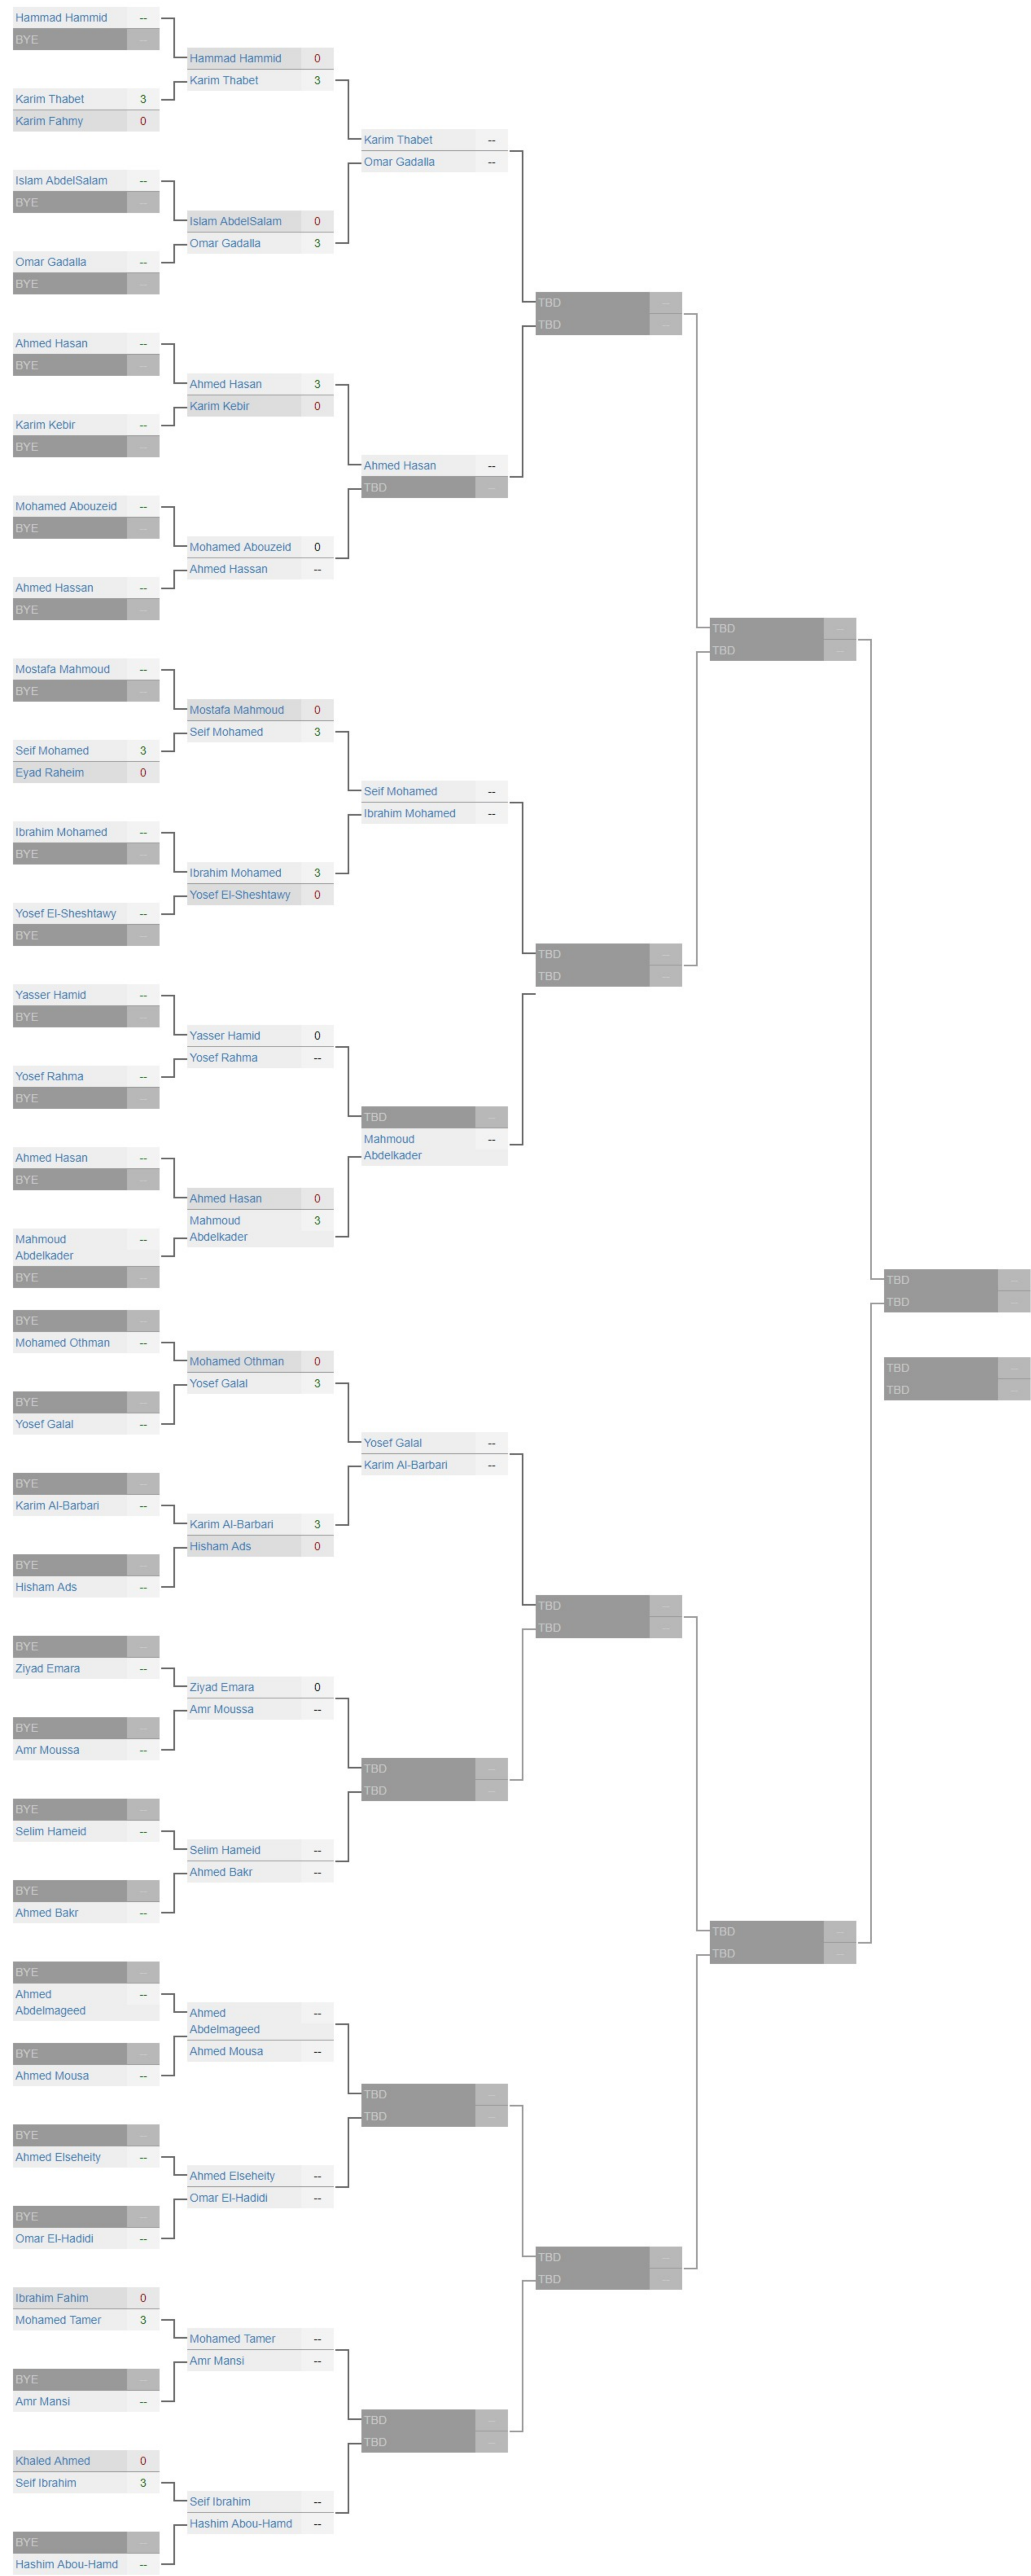 Hammad Hammid --
BYE --
Hammad Hammid 0
Karim Thabet 3
Karim Thabet 3
Karim Fahmy 0
Karim Thabet --
Omar Gadalla --
Islam AbdelSalam --
BYE --
Islam AbdelSalam 0
Omar Gadalla 3
Omar Gadalla --
BYE --
TBD --
TBD --
Ahmed Hasan --
BYE --
Ahmed Hasan 3
Karim Kebir 0
Karim Kebir --
BYE --
Ahmed Hasan --
TBD --
Mohamed Abouzeid --
BYE --
Mohamed Abouzeid 0
Ahmed Hassan --
Ahmed Hassan --
BYE --
TBD --
TBD --
Mostafa Mahmoud --
BYE --
Mostafa Mahmoud 0
Seif Mohamed 3
Seif Mohamed 3
Eyad Raheim 0
Seif Mohamed --
Ibrahim Mohamed --
Ibrahim Mohamed --
BYE --
Ibrahim Mohamed 3
Yosef El-Sheshtawy 0
Yosef El-Sheshtawy --
BYE --
TBD --
TBD --
Yasser Hamid --
BYE --
Yasser Hamid 0
Yosef Rahma --
Yosef Rahma --
BYE --
TBD --
Mahmoud --
Abdelkader
Ahmed Hasan --
BYE --
Ahmed Hasan 0
Mahmoud 3
Abdelkader
Mahmoud --
Abdelkader
BYE --
TBD --
TBD --
BYE --
Mohamed Othman --
Mohamed Othman 0
Yosef Galal 3
TBD --
TBD --
BYE --
Yosef Galal --
Yosef Galal --
Karim Al-Barbari --
BYE --
Karim Al-Barbari --
Karim Al-Barbari 3
Hisham Ads 0
BYE --
Hisham Ads --
TBD --
TBD --
BYE --
Ziyad Emara --
Ziyad Emara 0
Amr Moussa --
BYE --
Amr Moussa --
TBD --
TBD --
BYE --
Selim Hameid --
Selim Hameid --
Ahmed Bakr --
BYE --
Ahmed Bakr --
TBD --
TBD --
BYE --
Ahmed --
Abdelmageed
Ahmed --
Abdelmageed
Ahmed Mousa --
BYE --
Ahmed Mousa --
TBD --
TBD --
BYE --
Ahmed Elseheity --
Ahmed Elseheity --
Omar El-Hadidi --
BYE --
Omar El-Hadidi --
TBD --
TBD --
Ibrahim Fahim 0
Mohamed Tamer 3
Mohamed Tamer --
Amr Mansi --
BYE --
Amr Mansi --
TBD --
TBD --
Khaled Ahmed 0
Seif Ibrahim 3
Seif Ibrahim --
Hashim Abou-Hamd --
BYE --
Hashim Abou-Hamd --